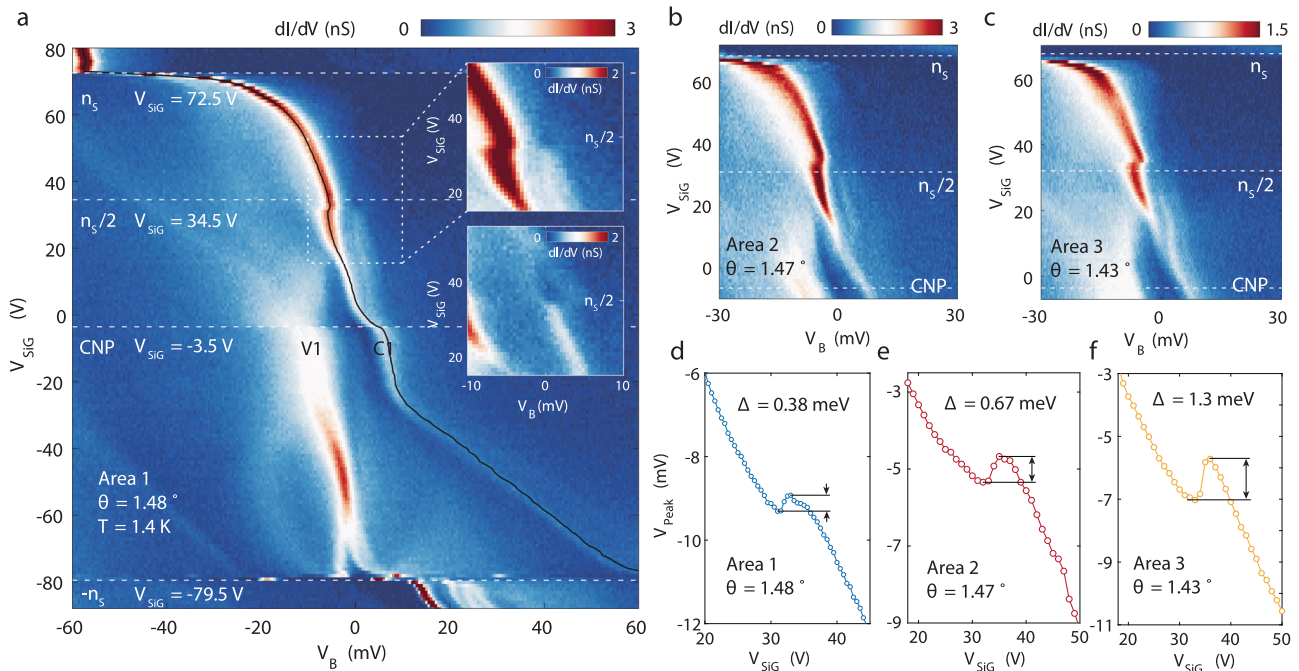 a
dI/dV (nS)
0
3
80
60
40
20
0
-20
-40
-60
-80
V_SiG (V)
n_S
V_SiG = 72.5 V
n_S/2
V_SiG = 34.5 V
CNP
V_SiG = -3.5 V
V1
C1
Area 1
θ = 1.48 °
T = 1.4 K
-n_S
V_SiG = -79.5 V
-60
-40
-20
0
20
40
60
V_B (mV)
0
2
dI/dV (nS)
40
20
V_SiG (V)
n_S/2
0
2
dI/dV (nS)
40
20
V_SiG (V)
n_S/2
-10
0
10
V_B (mV)
b
dI/dV (nS)
0
3
60
40
20
0
V_SiG (V)
n_S
n_S/2
Area 2
θ = 1.47 °
CNP
-30
0
30
V_B (mV)
c
dI/dV (nS)
0
1.5
60
40
20
0
V_SiG (V)
n_S
n_S/2
Area 3
θ = 1.43 °
CNP
-30
0
30
V_B (mV)
d
-6
-8
-9
-10
-12
V_Peak (mV)
Δ = 0.38 meV
Area 1
θ = 1.48 °
20
30
40
V_SiG (V)
e
-3
-5
-7
-9
Δ = 0.67 meV
Area 2
θ = 1.47 °
20
30
40
50
V_SiG (V)
f
-3
-5
-7
-9
-11
Δ = 1.3 meV
Area 3
θ = 1.43 °
20
30
40
50
V_SiG (V)